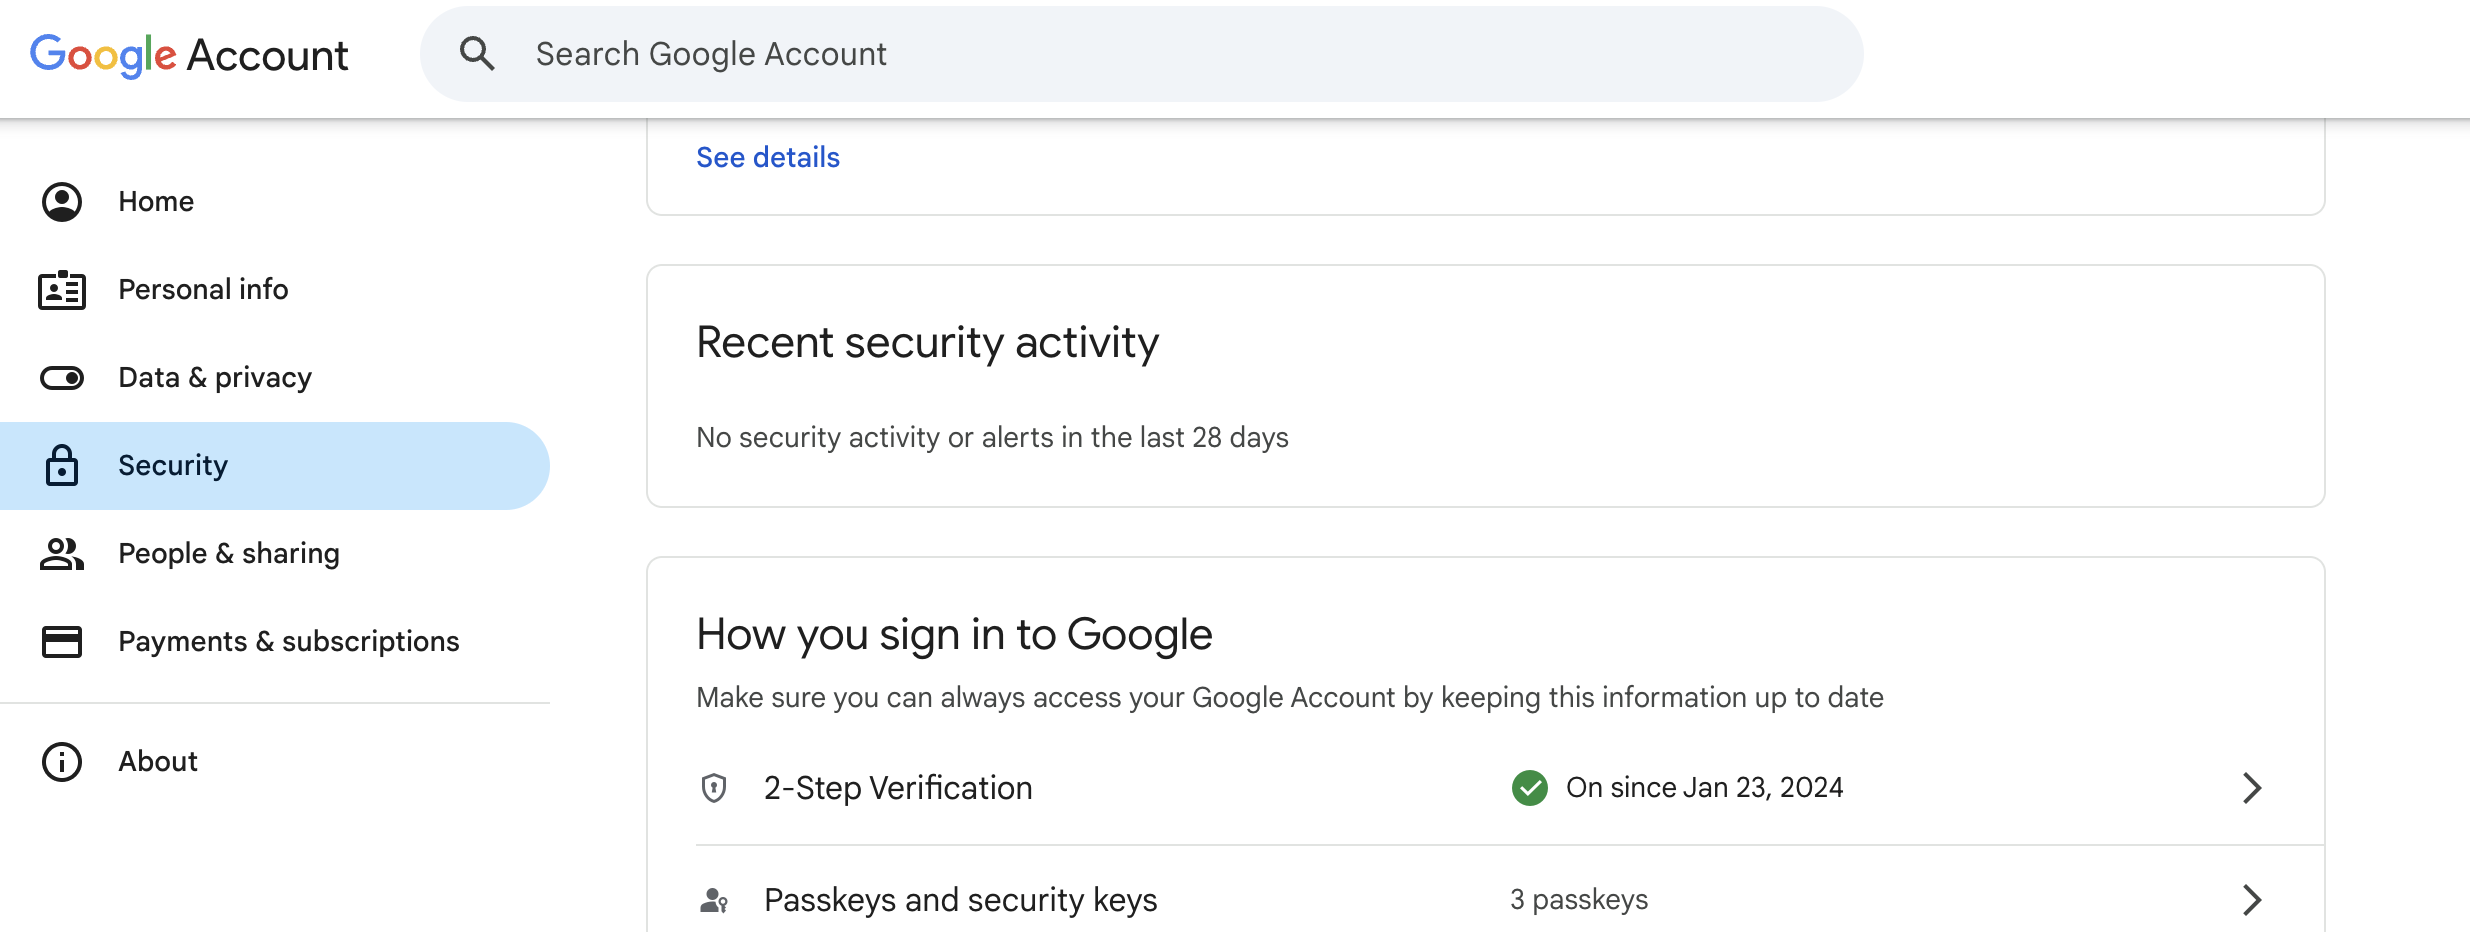 Google Account
Search Google Account
Home
Personal info
Data & privacy
Security
People & sharing
Payments & subscriptions
About
See details
Recent security activity
No security activity or alerts in the last 28 days
How you sign in to Google
Make sure you can always access your Google Account by keeping this information up to date
2-Step Verification
On since Jan 23, 2024
Passkeys and security keys
3 passkeys